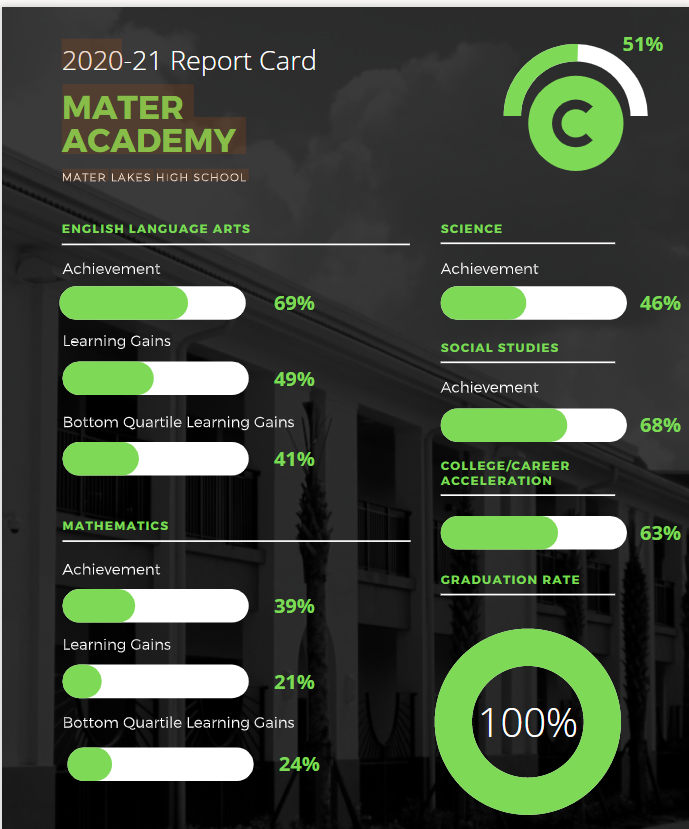 2020-21 Report Card
51%
MATER
ACADEMY
C
MATER LAKES HIGH SCHOOL
ENGLISH LANGUAGE ARTS
Achievement
69%
Learning Gains
49%
Bottom Quartile Learning Gains
41%
MATHEMATICS
Achievement
39%
Learning Gains
21%
Bottom Quartile Learning Gains
24%
SCIENCE
Achievement
46%
SOCIAL STUDIES
Achievement
68%
COLLEGE/CAREER
ACCELERATION
63%
GRADUATION RATE
100%